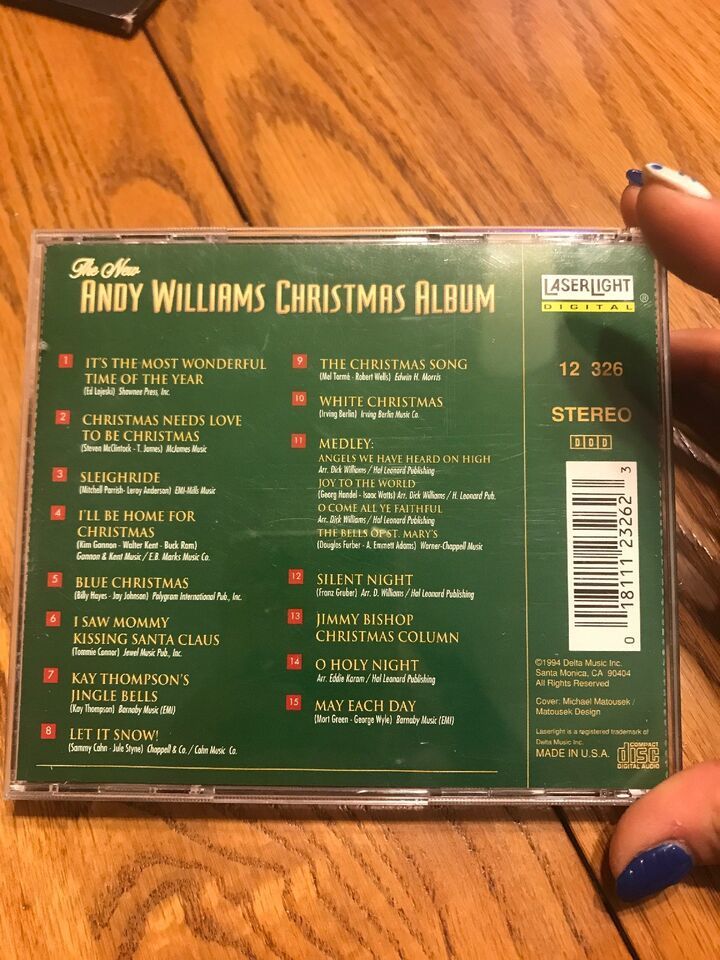 The New
ANDY WILLIAMS CHRISTMAS ALBUM
1 IT'S THE MOST WONDERFUL
TIME OF THE YEAR
(Ed Lojeski) Shawnee Press, Inc.
2 CHRISTMAS NEEDS LOVE
TO BE CHRISTMAS
(Steven McClintock - T. James) McJames Music
3 SLEIGHRIDE
(Mitchell Parrish - Leroy Anderson) EMI-Mills Music
4 I'LL BE HOME FOR
CHRISTMAS
(Kim Gannon - Walter Kent - Buck Ram)
Gannon & Kent Music / E.B. Marks Music Co.
5 BLUE CHRISTMAS
(Billy Hayes - Jay Johnson) Polygram International Pub., Inc.
6 I SAW MOMMY
KISSING SANTA CLAUS
(Tommie Connor) Jewel Music Pub., Inc.
7 KAY THOMPSON'S
JINGLE BELLS
(Kay Thompson) Barnaby Music (EMI)
8 LET IT SNOW!
(Sammy Cahn - Jule Styne) Chappell & Co. / Cahn Music Co.
9 THE CHRISTMAS SONG
(Mel Tormé - Robert Wells) Edwin H. Morris
10 WHITE CHRISTMAS
(Irving Berlin) Irving Berlin Music Co.
11 MEDLEY:
ANGELS WE HAVE HEARD ON HIGH
Arr. Dick Williams / Hal Leonard Publishing
JOY TO THE WORLD
(Georg Handel - Isaac Watts) Arr. Dick Williams / H. Leonard Pub.
O COME ALL YE FAITHFUL
Arr. Dick Williams / Hal Leonard Publishing
THE BELLS OF ST. MARY'S
(Douglas Furber - A. Emmett Adams) Warner-Chappell Music
12 SILENT NIGHT
(Franz Gruber) Arr. D. Williams / Hal Leonard Publishing
13 JIMMY BISHOP
CHRISTMAS COLUMN
14 O HOLY NIGHT
Arr. Eddie Karam / Hal Leonard Publishing
15 MAY EACH DAY
(Mort Green - George Wyle) Barnaby Music (EMI)
LASERLIGHT
DIGITAL ®
12 326
STEREO
DDD
0 18111 23262 3
©1994 Delta Music Inc.
Santa Monica, CA 90404
All Rights Reserved
Cover: Michael Matousek /
Matousek Design
Laserlight is a registered trademark of
Delta Music Inc.
MADE IN U.S.A.
COMPACT
disc
DIGITAL AUDIO